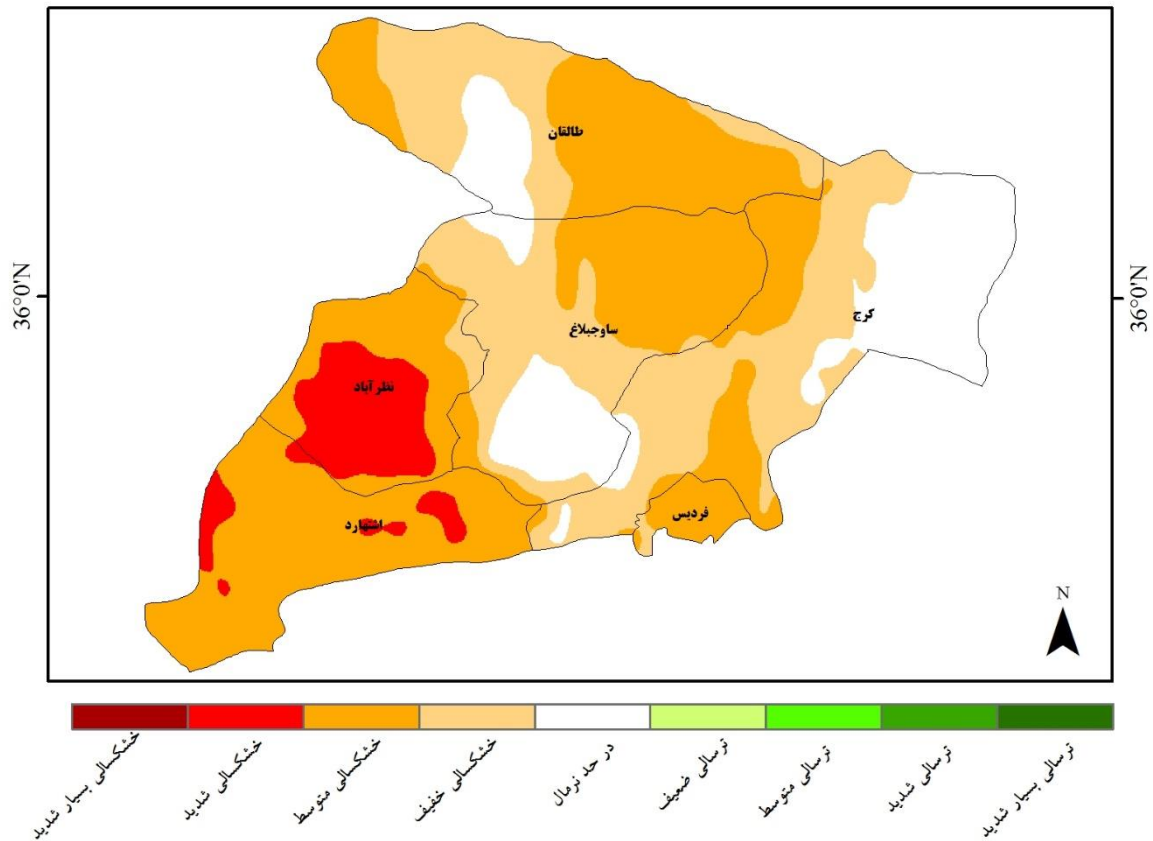 طالقان
36°0'N
36°0'N
کرج
ساوجبلاغ
نظرآباد
فردیس
اشتهارد
N
خشکسالی بسیار شدید
خشکسالی شدید
خشکسالی متوسط
خشکسالی خفیف
در حد نرمال
ترسالی ضعیف
ترسالی متوسط
ترسالی شدید
ترسالی بسیار شدید